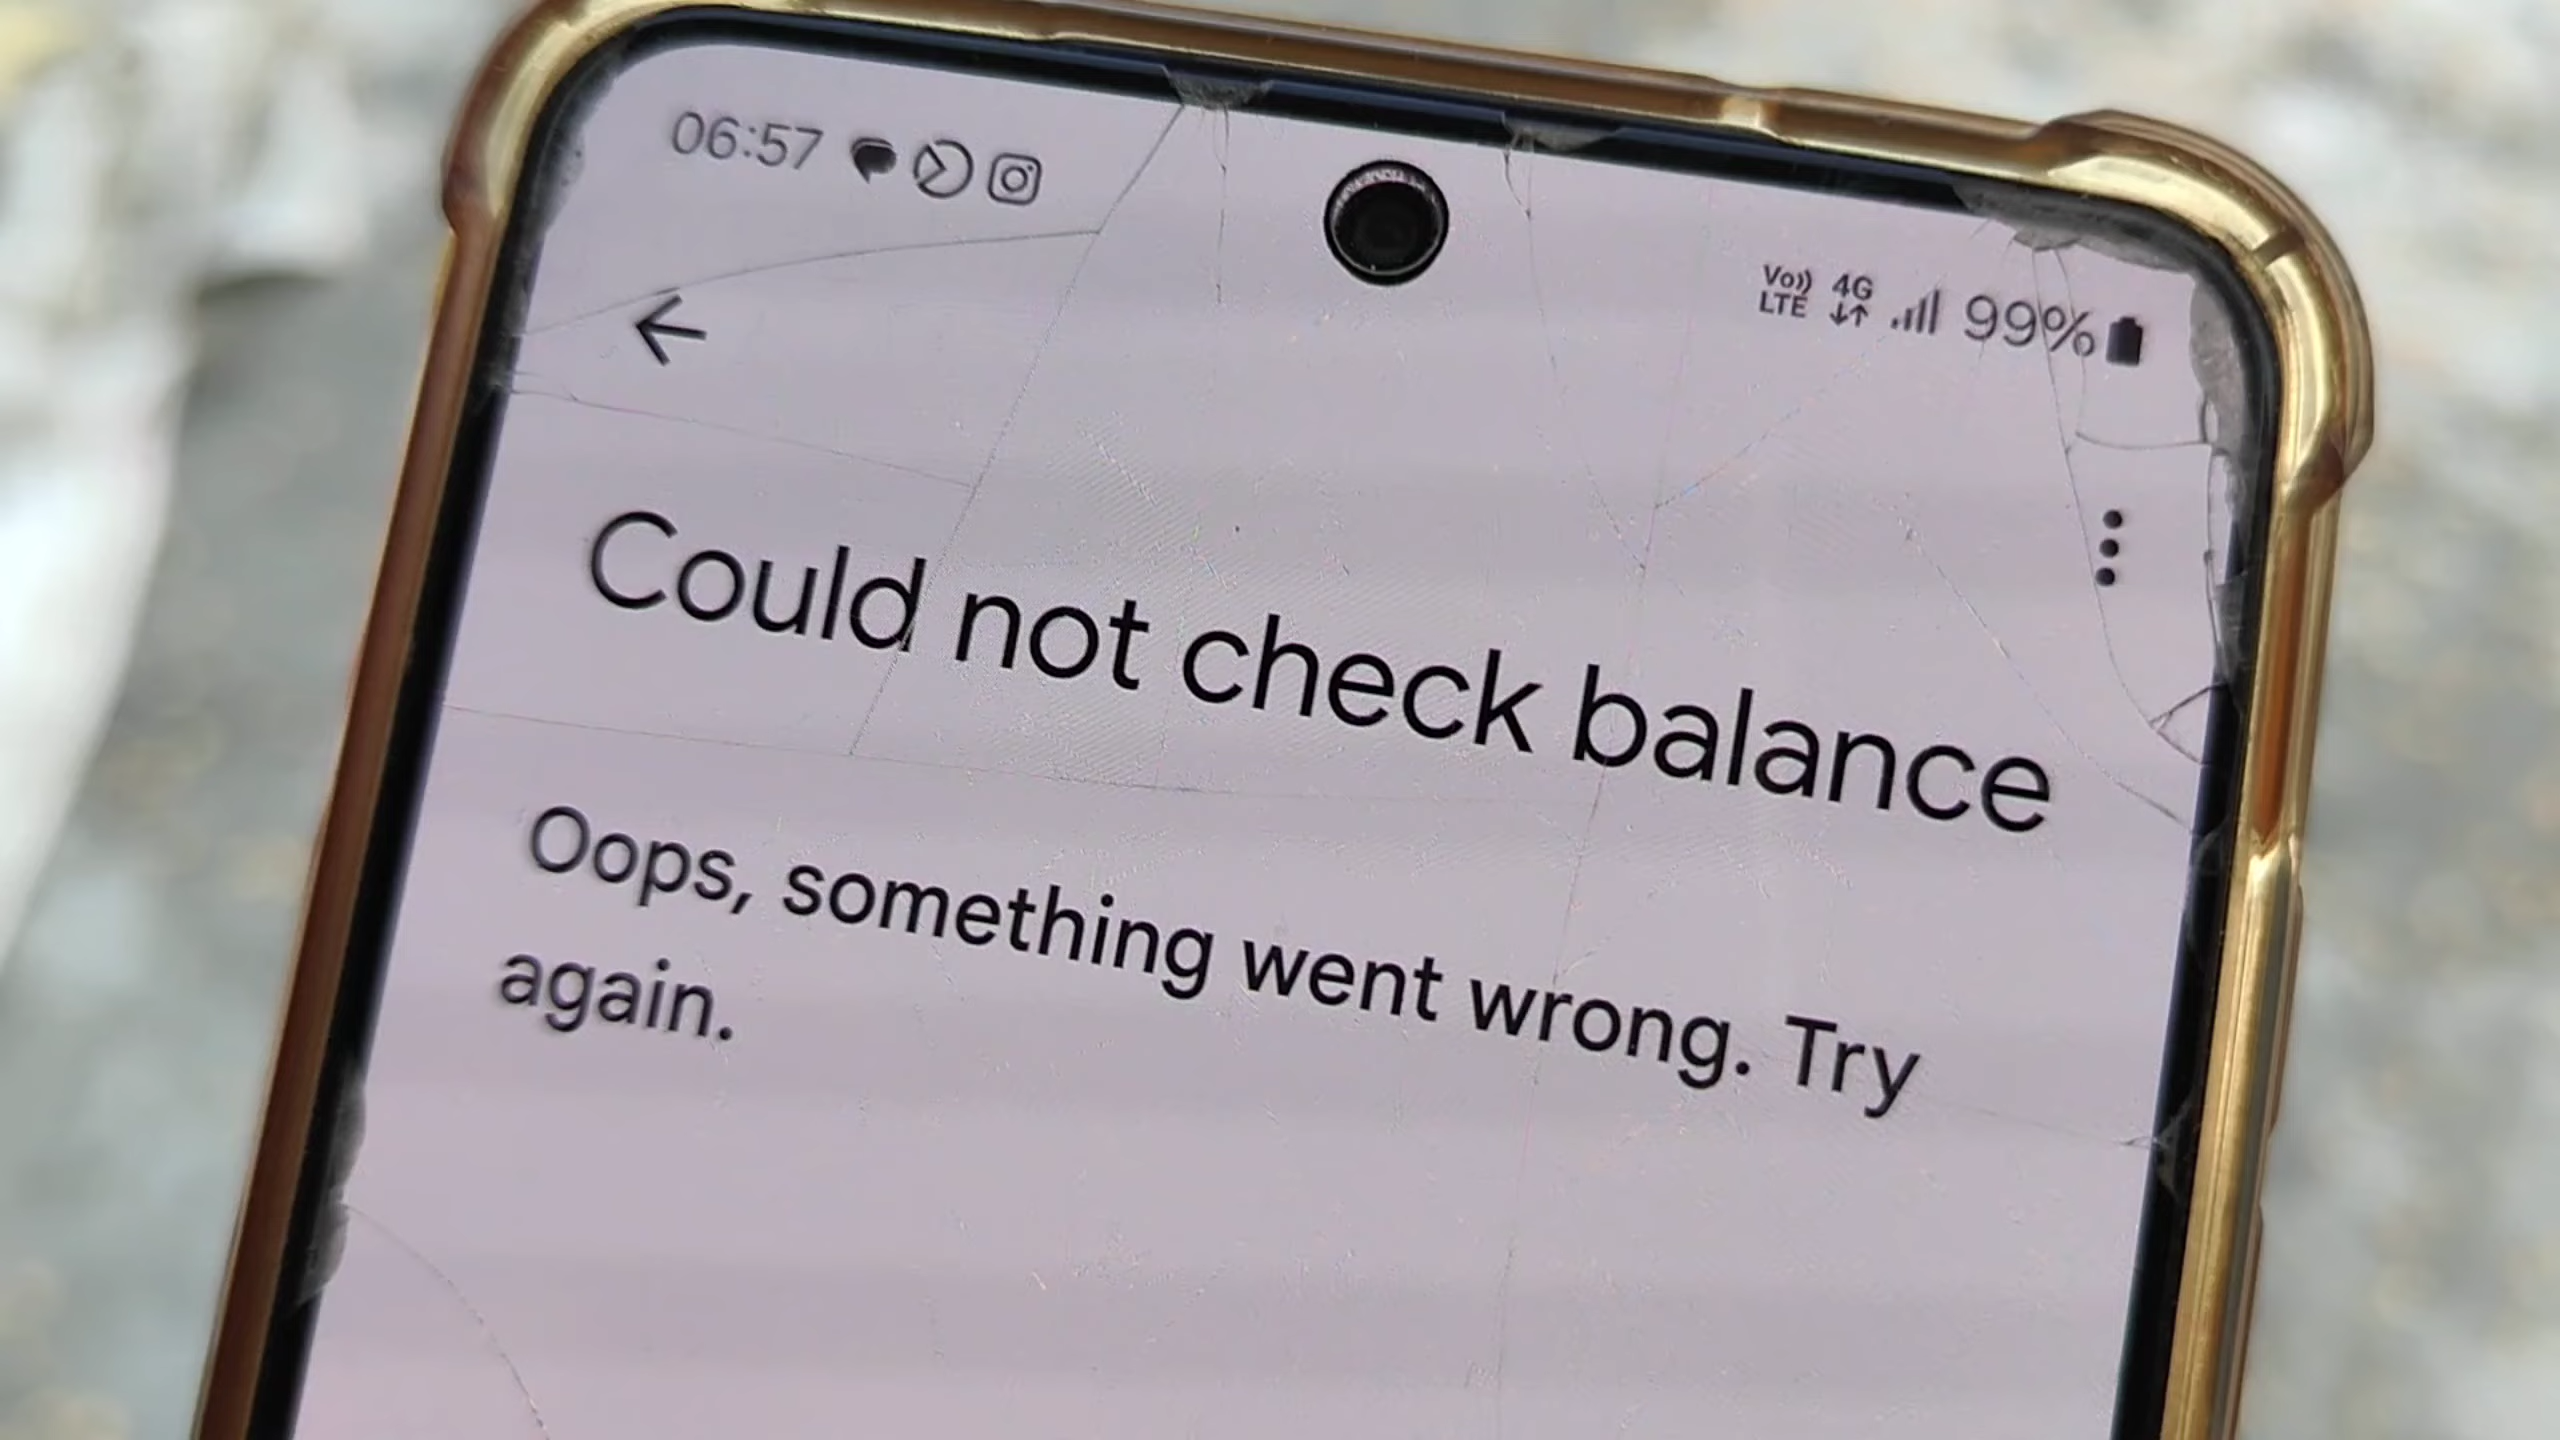 06:57
Vo)) LTE 4G 99%
Could not check balance
Oops, something went wrong. Try
again.